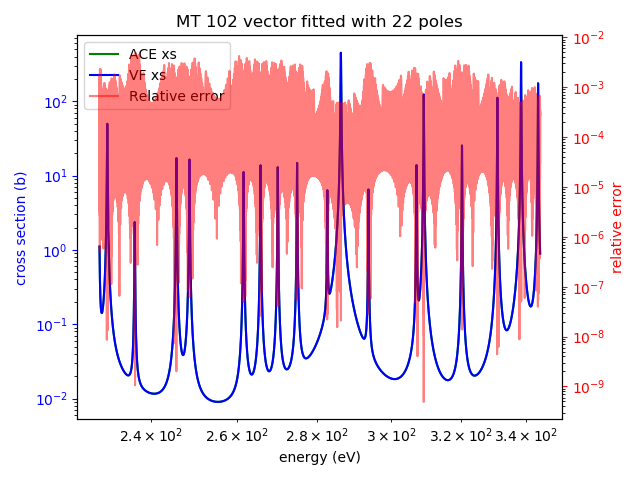 MT 102 vector fitted with 22 poles
ACE xs
VF xs
Relative error
cross section (b)
10² 10¹ 10⁰ 10⁻¹ 10⁻²
10⁻² 10⁻³ 10⁻⁴ 10⁻⁵ 10⁻⁶ 10⁻⁷ 10⁻⁸ 10⁻⁹
relative error
2.4 × 10² 2.6 × 10² 2.8 × 10² 3 × 10² 3.2 × 10² 3.4 × 10²
energy (eV)